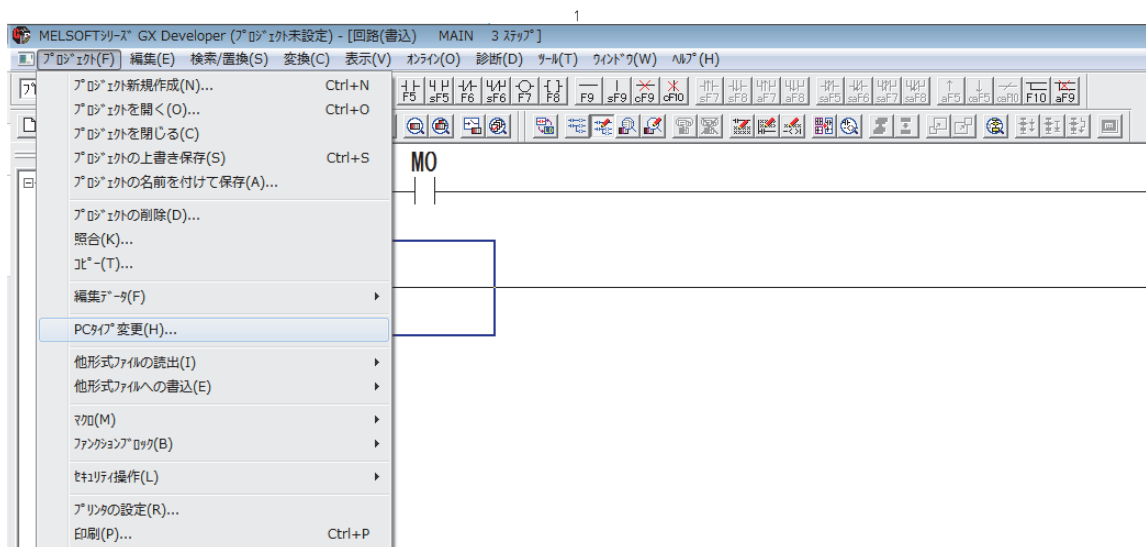 1
MELSOFTｼﾘｰｽﾞ GX Developer (ﾌﾟﾛｼﾞｪｸﾄ未設定) - [回路(書込) MAIN 3 ｽﾃｯﾌﾟ]
ﾌﾟﾛｼﾞｪｸﾄ(F) 編集(E) 検索/置換(S) 変換(C) 表示(V) ｵﾝﾗｲﾝ(O) 診断(D) ﾂｰﾙ(T) ｳｨﾝﾄﾞｳ(W) ﾍﾙﾌﾟ(H)
F5 sF5 F6 sF6 F7 F8 F9 sF9 cF9 cF10 sF7 sF8 aF7 aF8 saF5 saF6 saF7 saF8 aF5 caF5 caF10 F10 aF9
ﾌﾟﾛｼﾞｪｸﾄ新規作成(N)... Ctrl+N
ﾌﾟﾛｼﾞｪｸﾄを開く(O)... Ctrl+O
ﾌﾟﾛｼﾞｪｸﾄを閉じる(C)
ﾌﾟﾛｼﾞｪｸﾄの上書き保存(S) Ctrl+S
ﾌﾟﾛｼﾞｪｸﾄの名前を付けて保存(A)...
ﾌﾟﾛｼﾞｪｸﾄの削除(D)...
照合(K)...
ｺﾋﾟｰ(T)...
編集ﾃﾞｰﾀ(F)
PCﾀｲﾌﾟ変更(H)...
他形式ﾌｧｲﾙの読出(I)
他形式ﾌｧｲﾙへの書込(E)
ﾏｸﾛ(M)
ﾌｧﾝｸｼｮﾝﾌﾞﾛｯｸ(B)
ｾｷｭﾘﾃｨ操作(L)
ﾌﾟﾘﾝﾀの設定(R)...
印刷(P)... Ctrl+P
M0